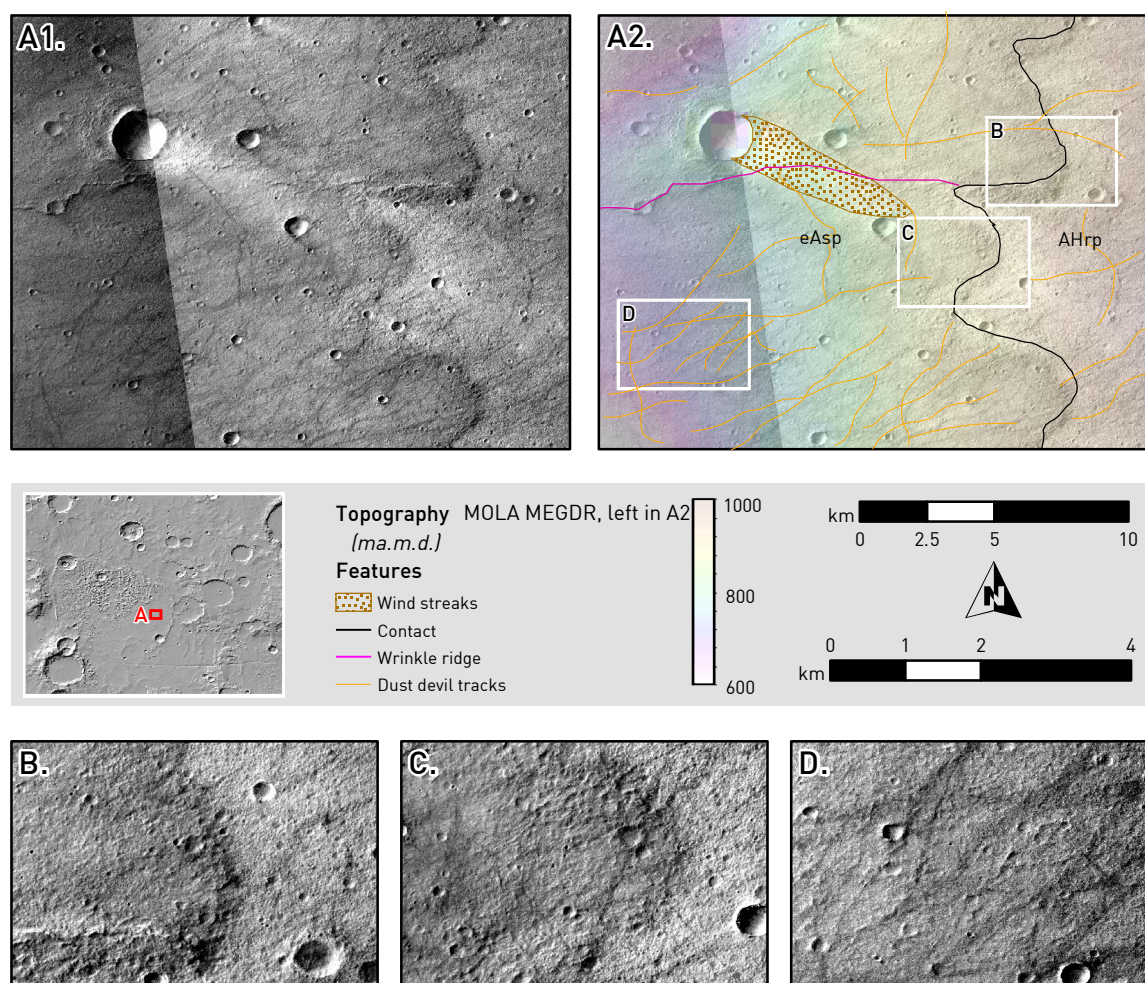 A1.
A2.
B
C
eAsp
AHrp
D
Topography MOLA MEGDR, left in A2
(ma.m.d.)
Features
Wind streaks
Contact
Wrinkle ridge
Dust devil tracks
A
1000
800
600
km
0 2.5 5 10
N
0 1 2 4
km
B.
C.
D.